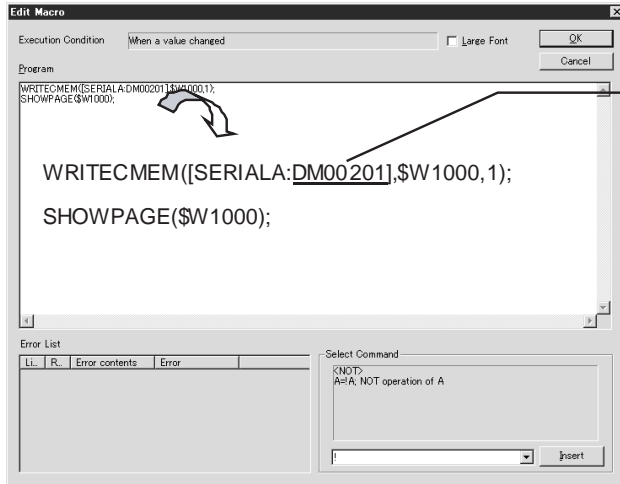 Edit Macro
Execution Condition When a value changed Large Font OK
Cancel
Program
WRITECMEM([SERIALA:DM00201],$W1000,1);
SHOWPAGE($W1000);
WRITECMEM([SERIALA:DM00201],$W1000,1);
SHOWPAGE($W1000);
Error List
Li.. R.. Error contents Error
Select Command
<NOT>
A=!A; NOT operation of A
! Insert